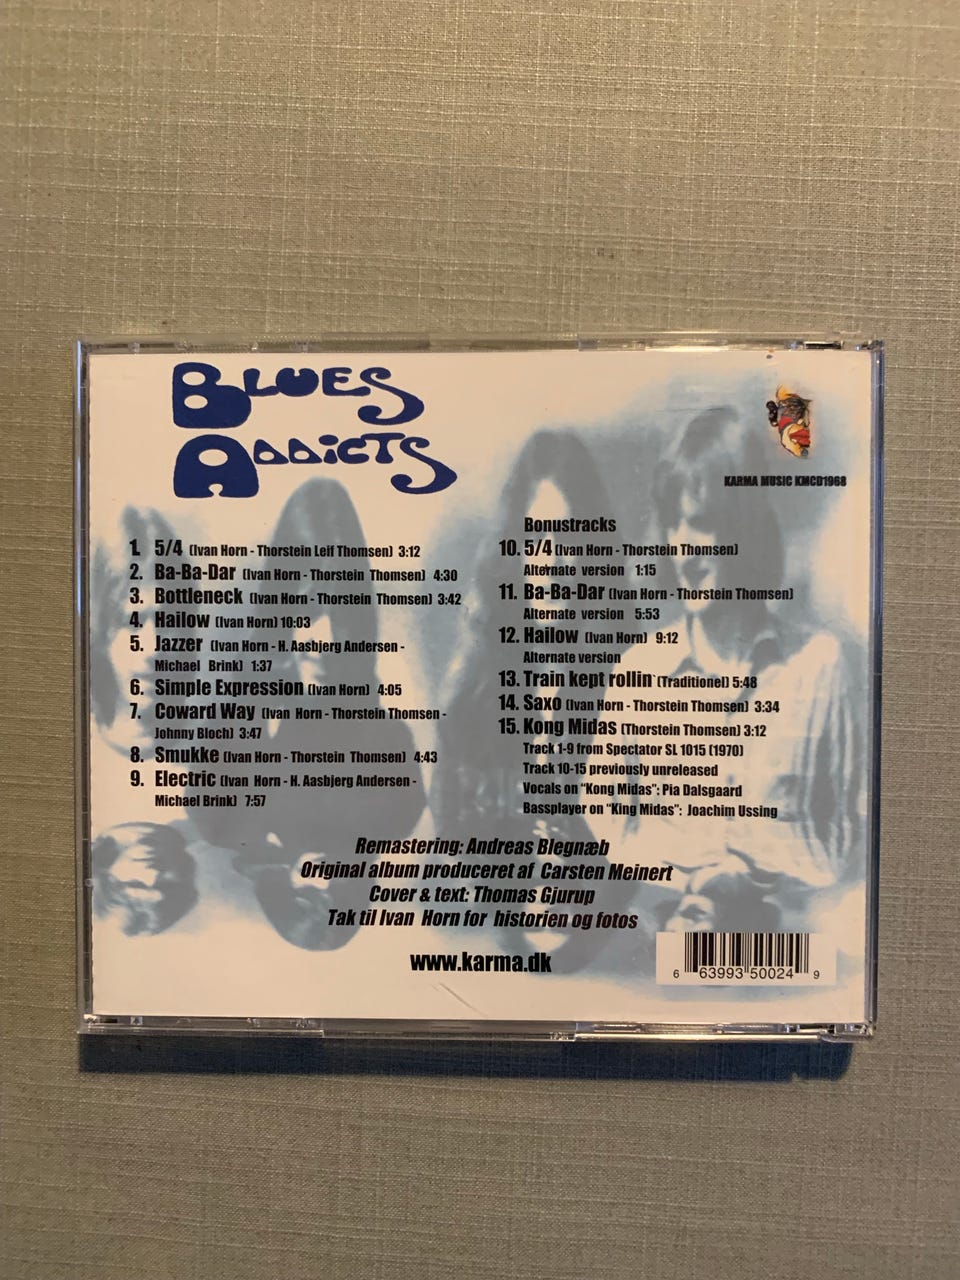 BLUES
ADDICTS
KARMA MUSIC KMCD1968
1. 5/4 (Ivan Horn - Thorstein Leif Thomsen) 3:12
2. Ba-Ba-Dar (Ivan Horn - Thorstein Thomsen) 4:30
3. Bottleneck (Ivan Horn - Thorstein Thomsen) 3:42
4. Hailow (Ivan Horn) 10:03
5. Jazzer (Ivan Horn - H. Aasbjerg Andersen -
Michael Brink) 1:37
6. Simple Expression (Ivan Horn) 4:05
7. Coward Way (Ivan Horn - Thorstein Thomsen -
Johnny Bloch) 3:47
8. Smukke (Ivan Horn - Thorstein Thomsen) 4:43
9. Electric (Ivan Horn - H. Aasbjerg Andersen -
Michael Brink) 7:57
Bonustracks
10. 5/4 (Ivan Horn - Thorstein Thomsen)
Alternate version 1:15
11. Ba-Ba-Dar (Ivan Horn - Thorstein Thomsen)
Alternate version 5:53
12. Hailow (Ivan Horn) 9:12
Alternate version
13. Train kept rollin` (Traditionel) 5:48
14. Saxo (Ivan Horn - Thorstein Thomsen) 3:34
15. Kong Midas (Thorstein Thomsen) 3:12
Track 1-9 from Spectator SL 1015 (1970)
Track 10-15 previously unreleased
Vocals on "Kong Midas": Pia Dalsgaard
Bassplayer on "King Midas": Joachim Ussing
Remastering: Andreas Blegnæb
Original album produceret af Carsten Meinert
Cover & text: Thomas Gjurup
Tak til Ivan Horn for historien og fotos
www.karma.dk
6 63993 50024 9